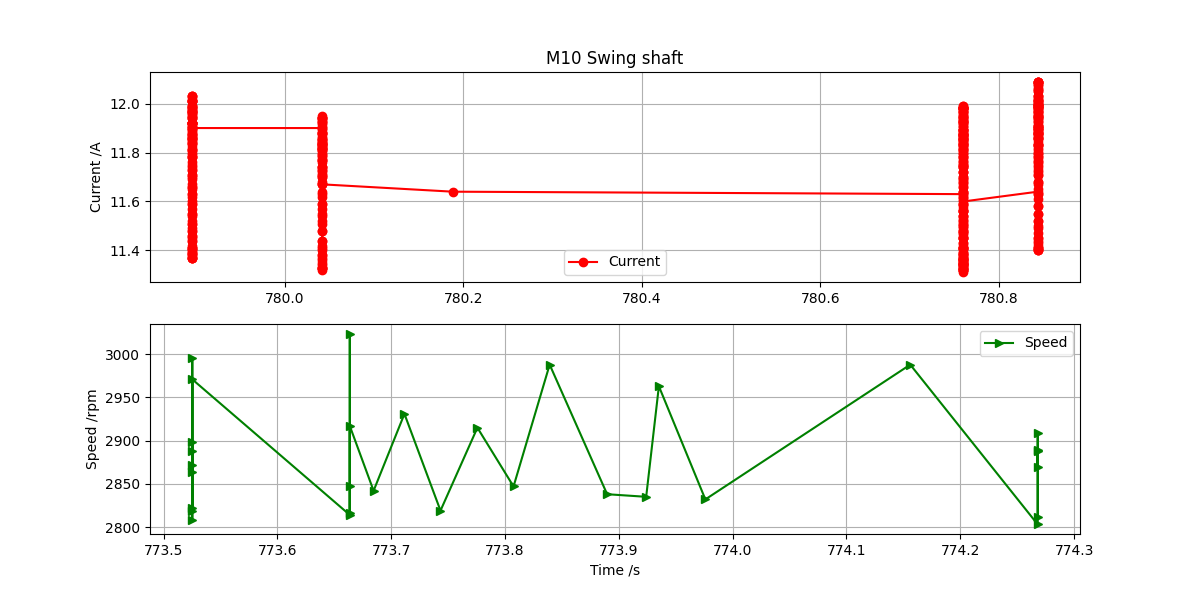 M10 Swing shaft
Current /A
12.0
11.8
11.6
11.4
Current
780.0 780.2 780.4 780.6 780.8
Speed /rpm
3000
2950
2900
2850
2800
Speed
773.5 773.6 773.7 773.8 773.9 774.0 774.1 774.2 774.3
Time /s